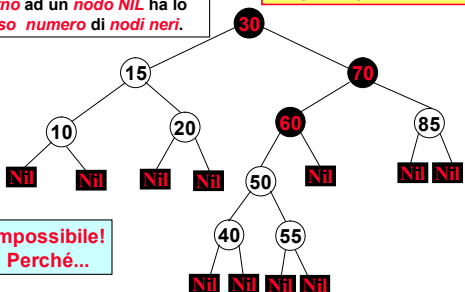 rno ad un nodo NIL ha lo
so numero di nodi neri.
30
15
70
10
20
60
85
Nil Nil Nil Nil Nil Nil Nil
50
mpossibile!
Perché...
40
55
Nil Nil Nil Nil